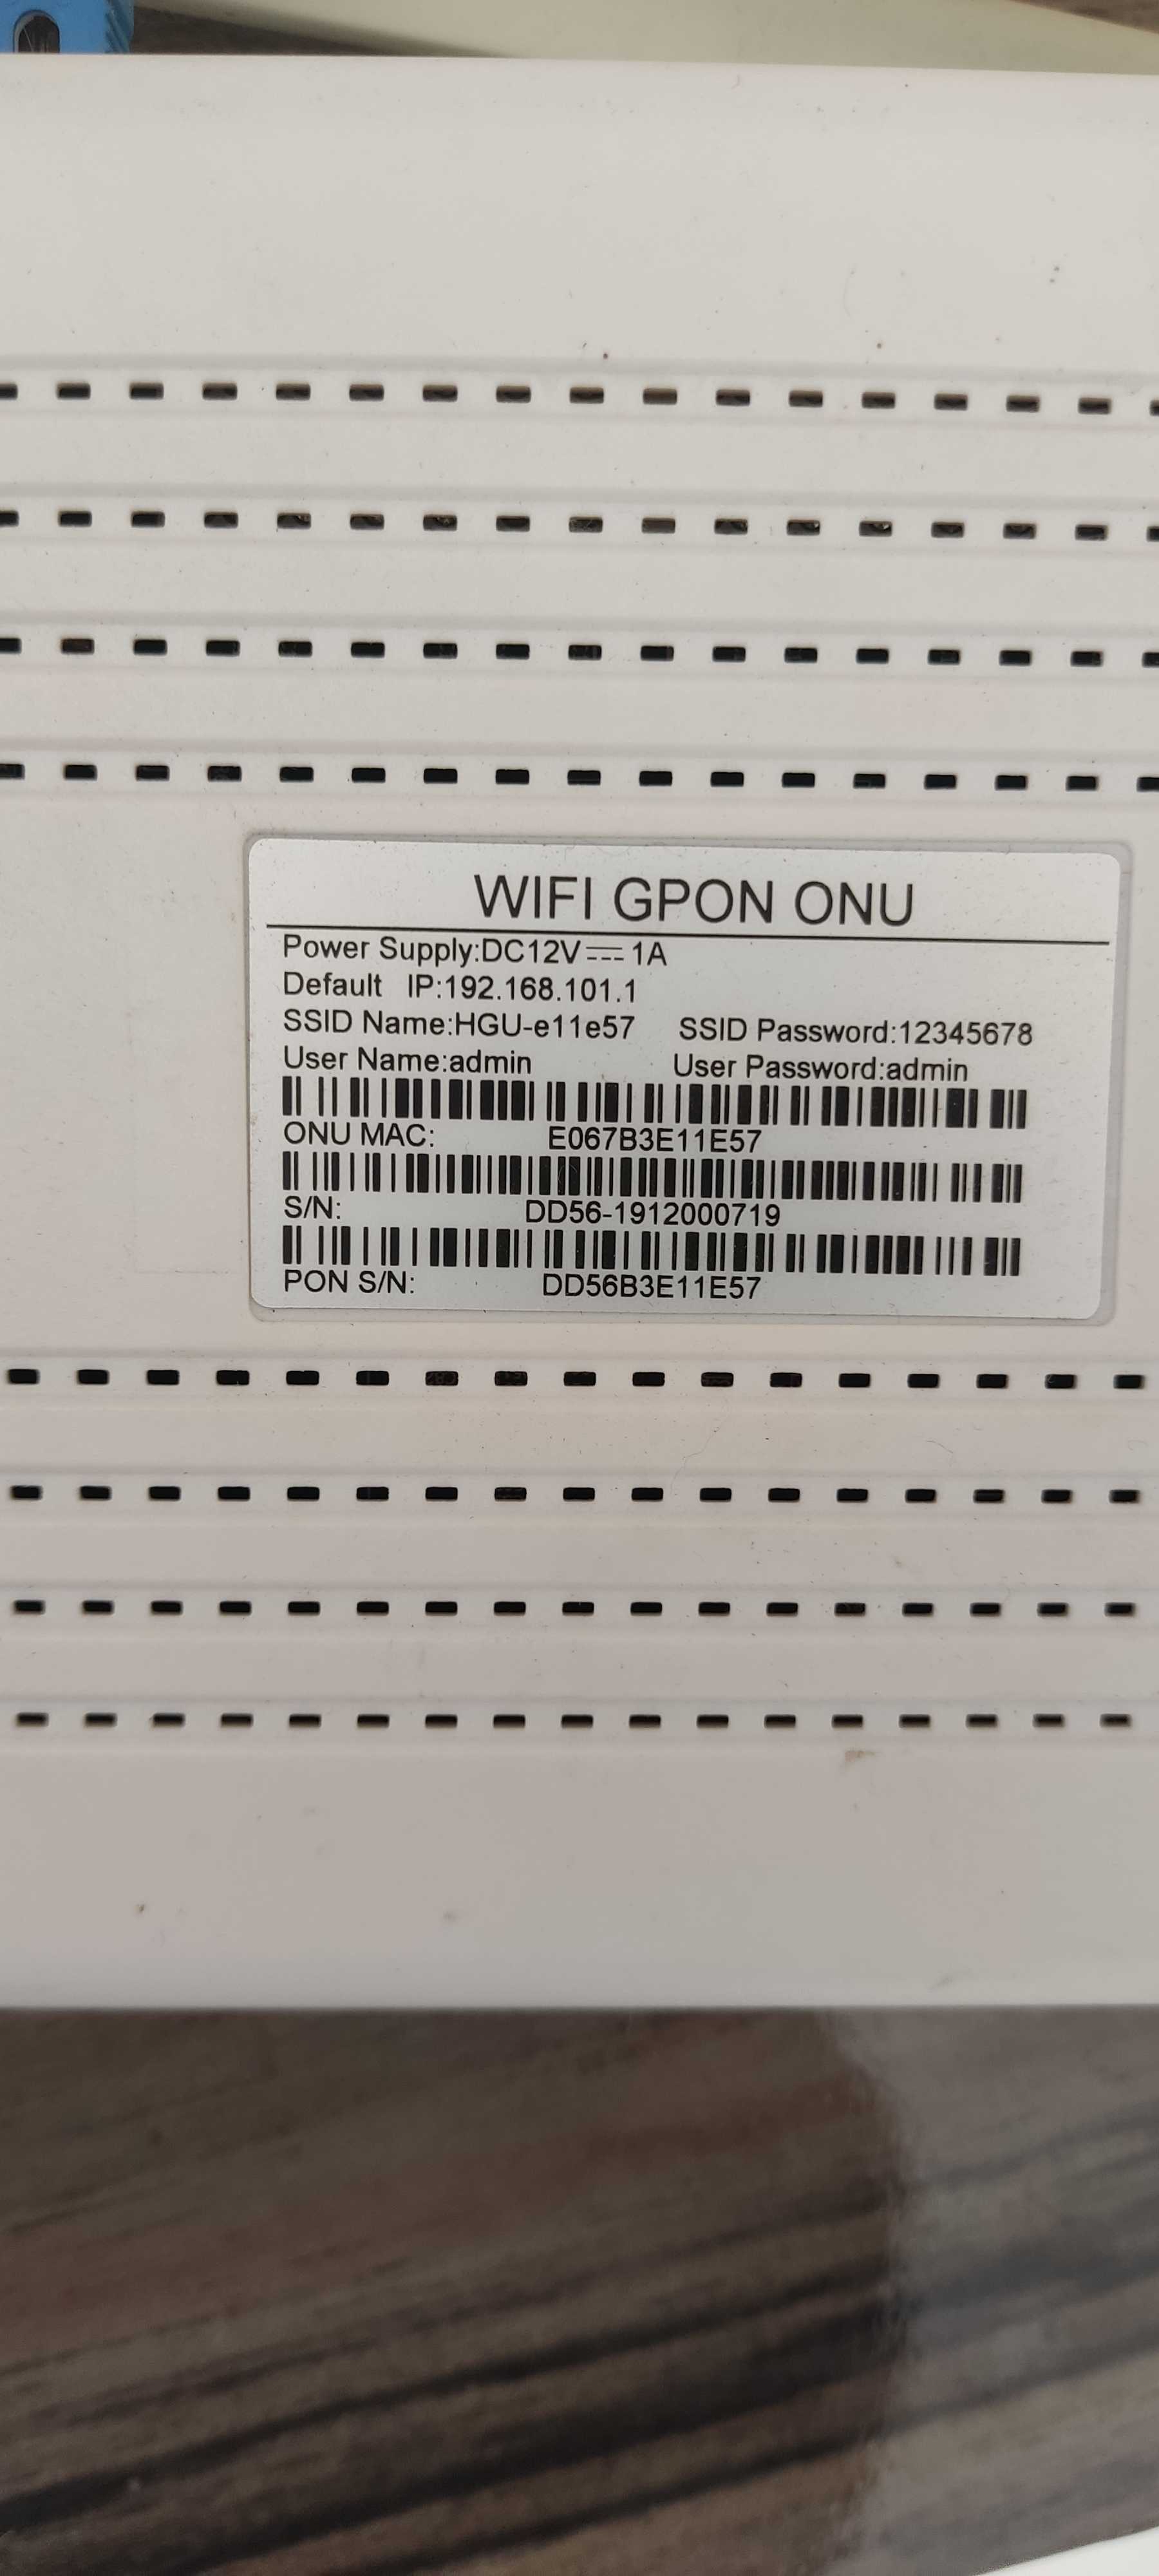 WIFI GPON ONU
Power Supply:DC12V⎓1A
Default IP:192.168.101.1
SSID Name:HGU-e11e57 SSID Password:12345678
User Name:admin User Password:admin
ONU MAC: E067B3E11E57
S/N: DD56-1912000719
PON S/N: DD56B3E11E57